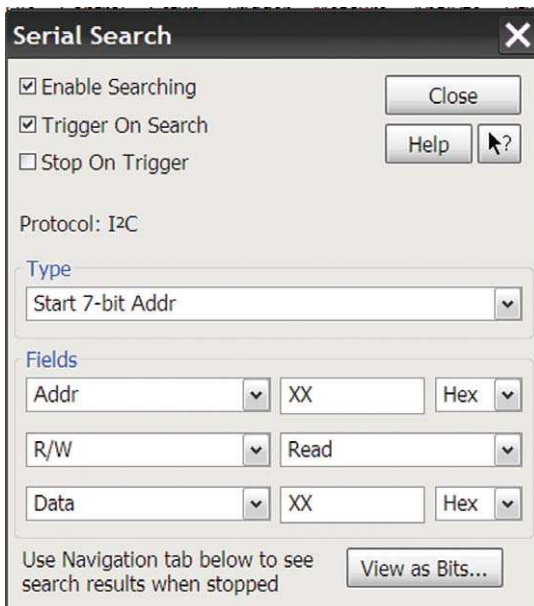 Serial Search
Enable Searching
Close
Trigger On Search
Help
?
Stop On Trigger
Protocol: I2C
Type
Start 7-bit Addr
Fields
Addr XX Hex
R/W Read
Data XX Hex
Use Navigation tab below to see
search results when stopped
View as Bits...